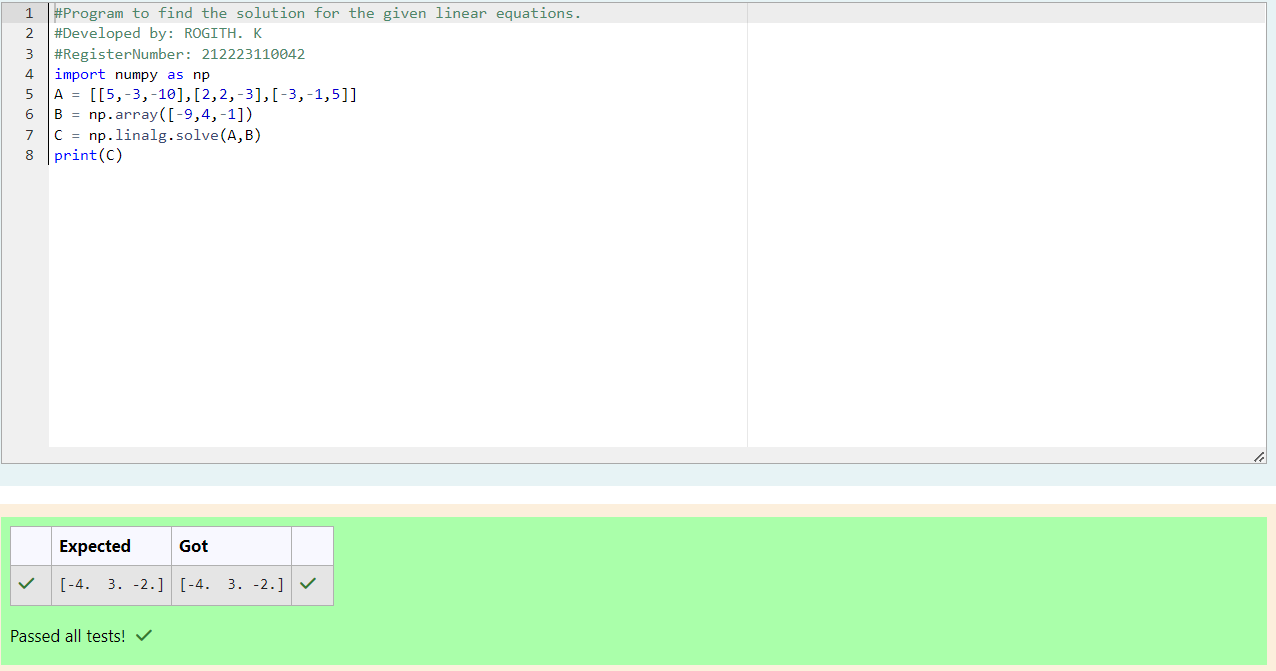 1 #Program to find the solution for the given linear equations.
2 #Developed by: ROGITH. K
3 #RegisterNumber: 212223110042
4 import numpy as np
5 A = [[5,-3,-10],[2,2,-3],[-3,-1,5]]
6 B = np.array([-9,4,-1])
7 C = np.linalg.solve(A,B)
8 print(C)
Expected Got
[-4.  3. -2.] [-4.  3. -2.]
Passed all tests!